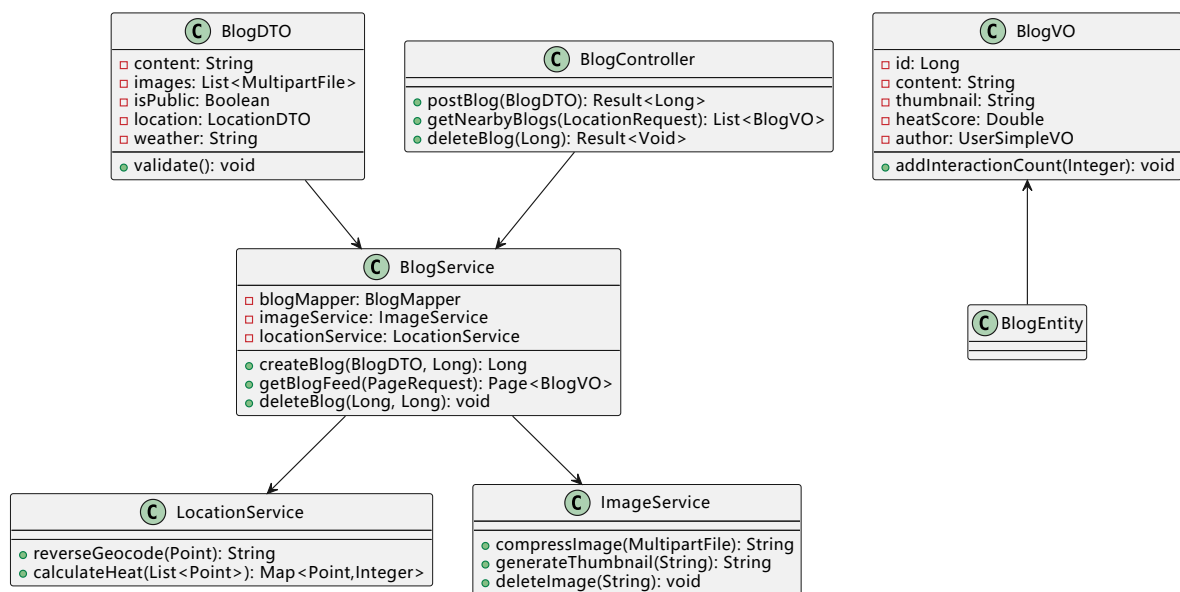 C BlogDTO
content: String
images: List<MultipartFile>
isPublic: Boolean
location: LocationDTO
weather: String
validate(): void
C BlogController
postBlog(BlogDTO): Result<Long>
getNearbyBlogs(LocationRequest): List<BlogVO>
deleteBlog(Long): Result<Void>
C BlogVO
id: Long
content: String
thumbnail: String
heatScore: Double
author: UserSimpleVO
addInteractionCount(Integer): void
C BlogService
blogMapper: BlogMapper
imageService: ImageService
locationService: LocationService
createBlog(BlogDTO, Long): Long
getBlogFeed(PageRequest): Page<BlogVO>
deleteBlog(Long, Long): void
C BlogEntity
C LocationService
reverseGeocode(Point): String
calculateHeat(List<Point>): Map<Point,Integer>
C ImageService
compressImage(MultipartFile): String
generateThumbnail(String): String
deleteImage(String): void